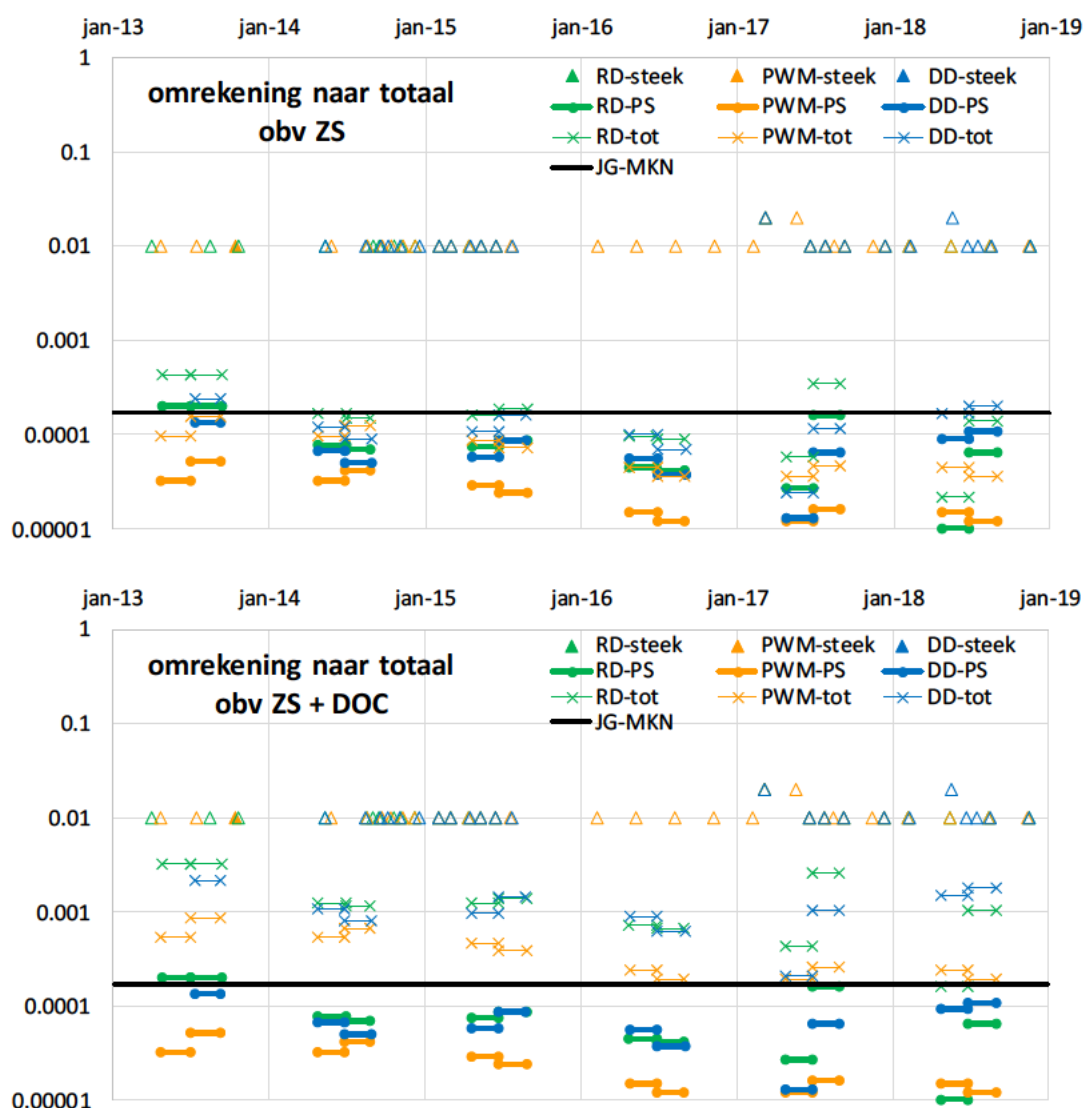 jan-13 jan-14 jan-15 jan-16 jan-17 jan-18 jan-19
1
omrekening naar totaal
obv ZS
RD-steek PWM-steek DD-steek
RD-PS PWM-PS DD-PS
RD-tot PWM-tot DD-tot
JG-MKN
0.1
0.01
0.001
0.0001
0.00001
jan-13 jan-14 jan-15 jan-16 jan-17 jan-18 jan-19
1
omrekening naar totaal
obv ZS + DOC
RD-steek PWM-steek DD-steek
RD-PS PWM-PS DD-PS
RD-tot PWM-tot DD-tot
JG-MKN
0.1
0.01
0.001
0.0001
0.00001